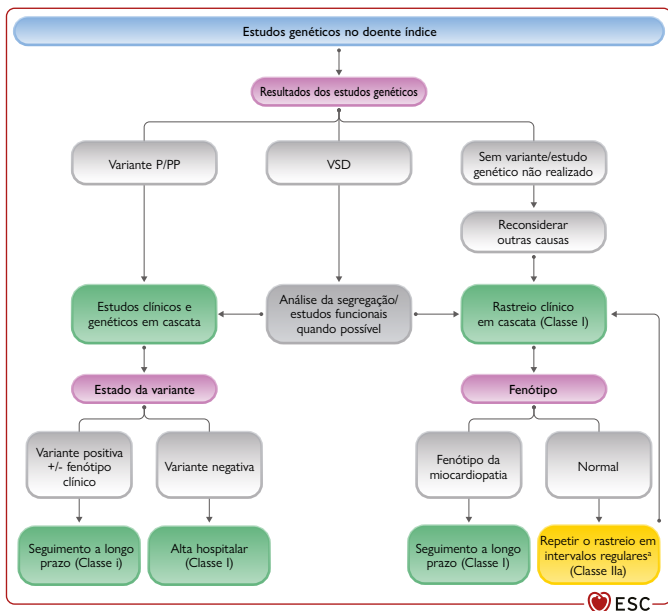 Estudos genéticos no doente índice
Resultados dos estudos genéticos
Variante P/PP
VSD
Sem variante/estudo
genético não realizado
Reconsiderar
outras causas
Estudos clínicos e
genéticos em cascata
Análise da segregação/
estudos funcionais
quando possível
Rastreio clínico
em cascata (Classe I)
Estado da variante
Fenótipo
Variante positiva
+/- fenótipo
clínico
Variante negativa
Fenótipo da
miocardiopatia
Normal
Seguimento a longo
prazo (Classe i)
Alta hospitalar
(Classe I)
Seguimento a longo
prazo (Classe I)
Repetir o rastreio em
intervalos regularesª
(Classe IIa)
ESC